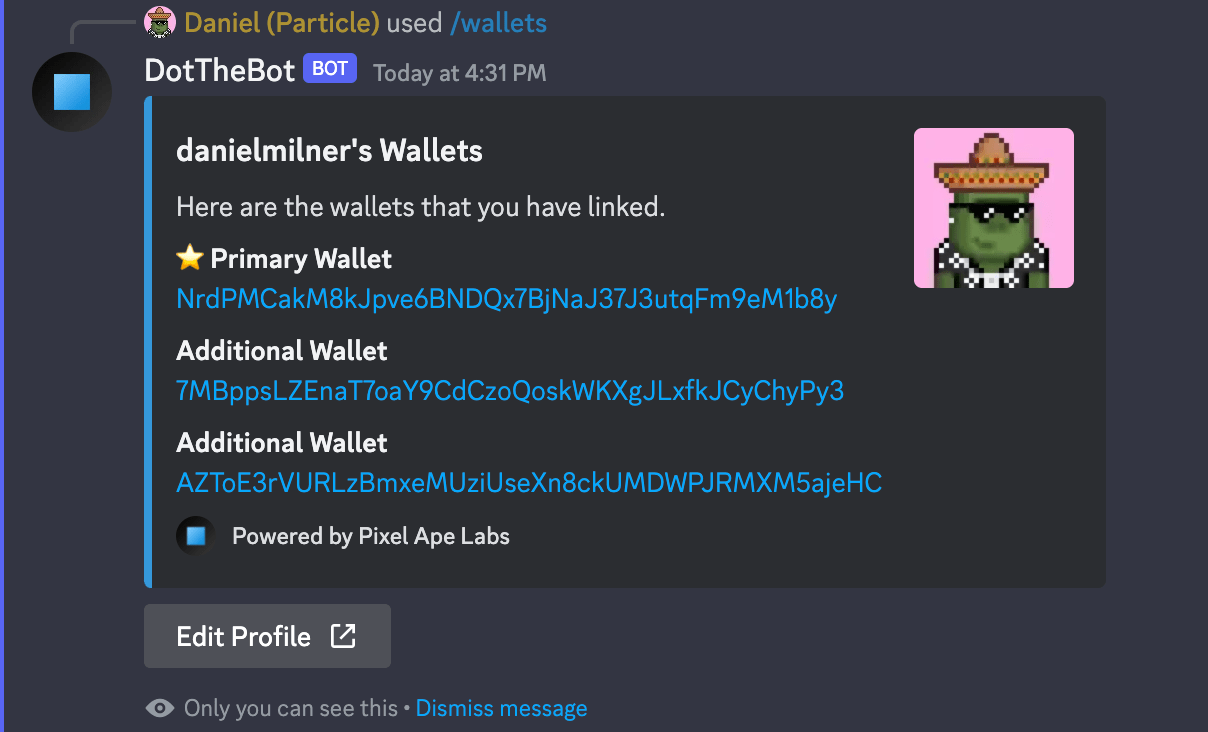 Daniel (Particle) used /wallets
DotTheBot BOT Today at 4:31 PM
danielmilner's Wallets
Here are the wallets that you have linked.
⭐ Primary Wallet
NrdPMCakM8kJpve6BNDQx7BjNaJ37J3utqFm9eM1b8y
Additional Wallet
7MBppsLZEnaT7oaY9CdCzoQoskWKXgJLxfkJCyChyPy3
Additional Wallet
AZToE3rVURLzBmxeMUziUseXn8ckUMDWPJRMXM5ajeHC
Powered by Pixel Ape Labs
Edit Profile
Only you can see this • Dismiss message